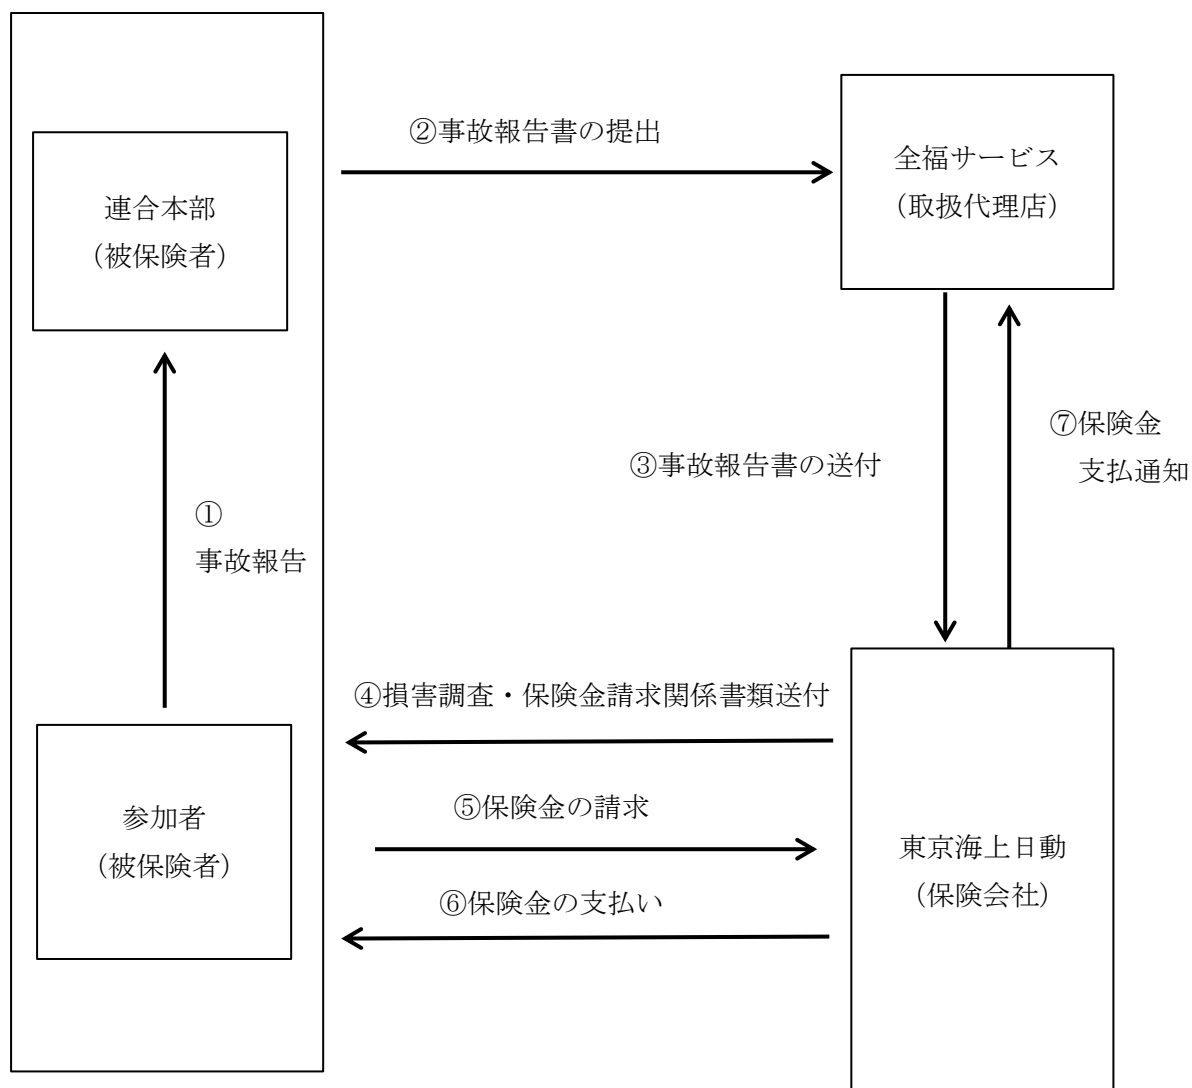 ②事故報告書の提出
全福サービス
（取扱代理店）
連合本部
（被保険者）
⑦保険金
支払通知
③事故報告書の送付
①
事故報告
④損害調査・保険金請求関係書類送付
⑤保険金の請求
参加者
（被保険者）
東京海上日動
（保険会社）
⑥保険金の支払い